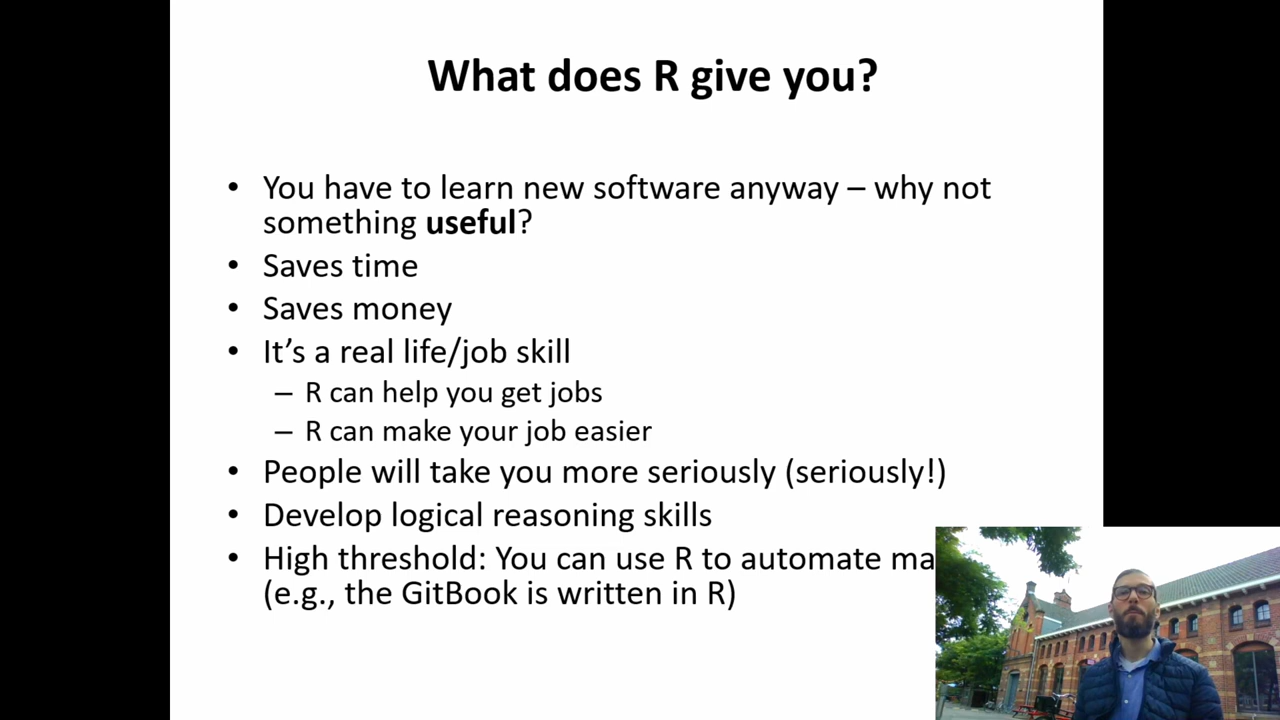 What does R give you?
• You have to learn new software anyway – why not
something useful?
• Saves time
• Saves money
• It’s a real life/job skill
– R can help you get jobs
– R can make your job easier
• People will take you more seriously (seriously!)
• Develop logical reasoning skills
• High threshold: You can use R to automate
(e.g., the GitBook is written in R)